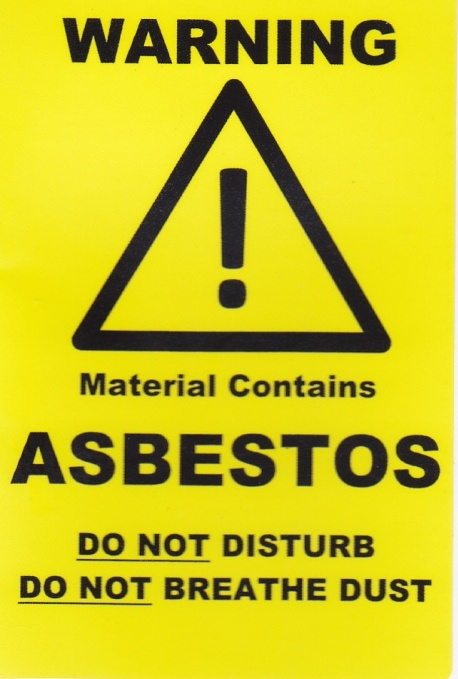 WARNING
!
Material Contains
ASBESTOS
DO NOT DISTURB
DO NOT BREATHE DUST